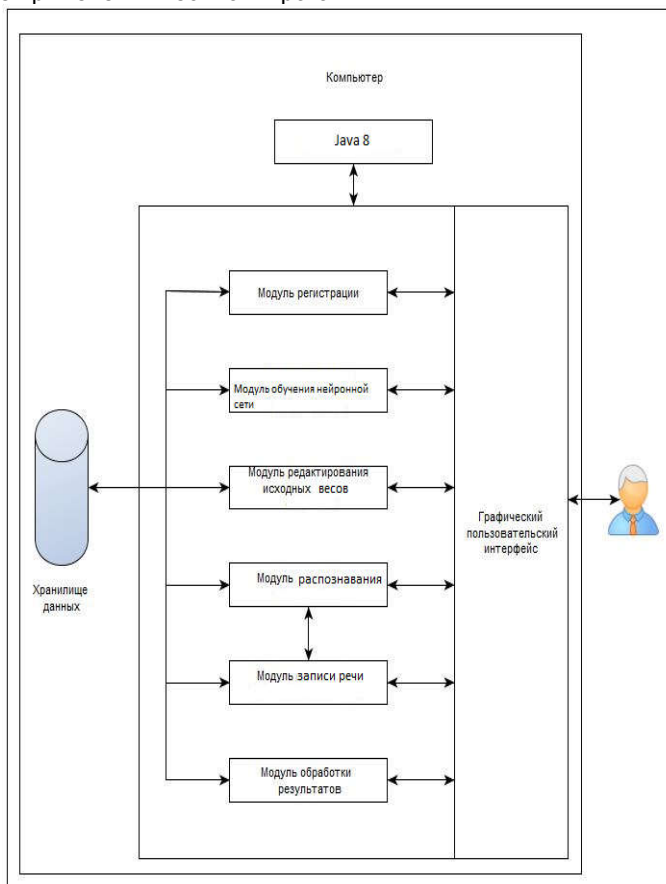 Компьютер
Java 8
Модуль регистрации
Модуль обучения нейронной
сети
Модуль редактирования
исходных весов
Графический
пользовательский
интерфейс
Модуль распознавания
Хранилище
данных
Модуль записи речи
Модуль обработки
результатов